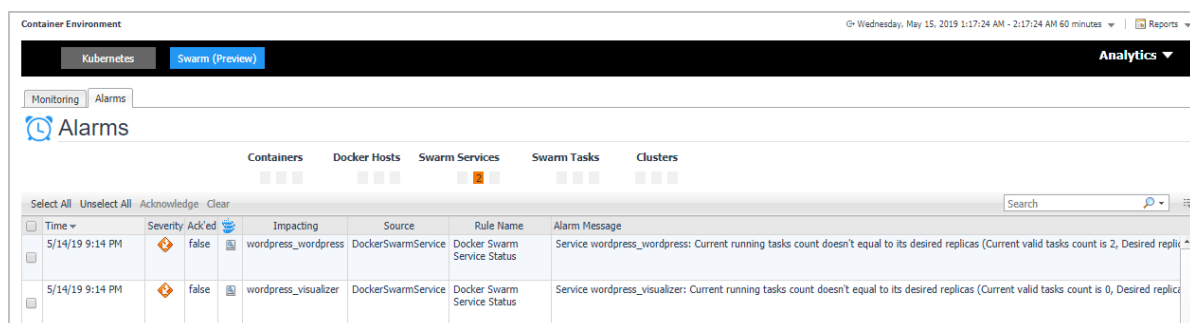 Container Environment
Wednesday, May 15, 2019 1:17:24 AM - 2:17:24 AM 60 minutes
Reports
Kubernetes
Swarm (Preview)
Analytics
Monitoring
Alarms
Alarms
Containers Docker Hosts Swarm Services Swarm Tasks Clusters
2
Select All Unselect All Acknowledge Clear
Search
Time Severity Ack'ed Impacting Source Rule Name Alarm Message
5/14/19 9:14 PM false wordpress_wordpress DockerSwarmService Docker Swarm Service Status Service wordpress_wordpress: Current running tasks count doesn't equal to its desired replicas (Current valid tasks count is 2, Desired replic
5/14/19 9:14 PM false wordpress_visualizer DockerSwarmService Docker Swarm Service Status Service wordpress_visualizer: Current running tasks count doesn't equal to its desired replicas (Current valid tasks count is 0, Desired replica